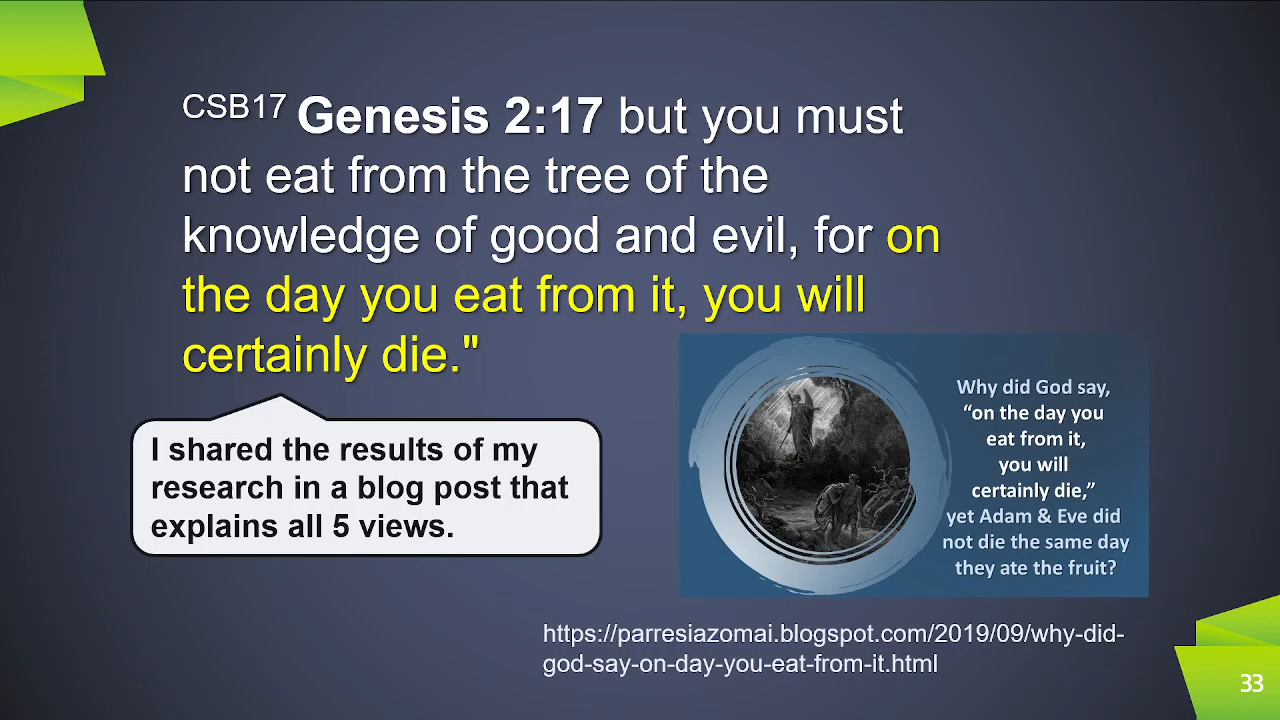 CSB17 Genesis 2:17 but you must
not eat from the tree of the
knowledge of good and evil, for on
the day you eat from it, you will
certainly die."
I shared the results of my
research in a blog post that
explains all 5 views.
Why did God say,
“on the day you
eat from it,
you will
certainly die,”
yet Adam & Eve did
not die the same day
they ate the fruit?
https://parresiazomai.blogspot.com/2019/09/why-did-
god-say-on-day-you-eat-from-it.html
33